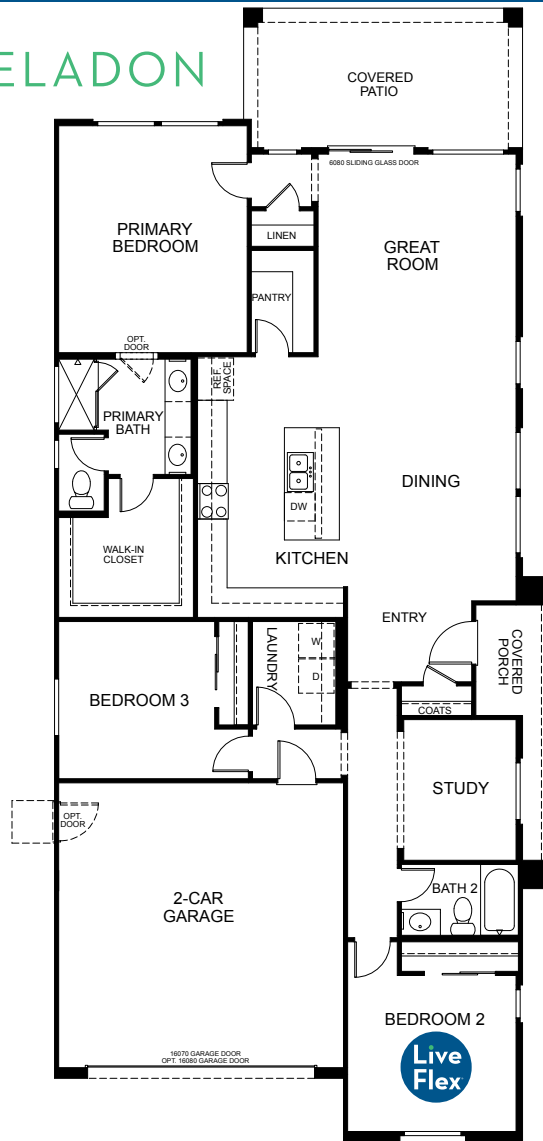 ELADON
COVERED
PATIO
6080 SLIDING GLASS DOOR
PRIMARY
BEDROOM
LINEN
GREAT
ROOM
PANTRY
OPT.
DOOR
REF.
SPACE
PRIMARY
BATH
DINING
DW
WALK-IN
CLOSET
KITCHEN
ENTRY
COVERED
PORCH
LAUNDRY
W
D
BEDROOM 3
COATS
STUDY
OPT.
DOOR
2-CAR
GARAGE
BATH 2
BEDROOM 2
Live
Flex
16070 GARAGE DOOR
OPT. 16080 GARAGE DOOR